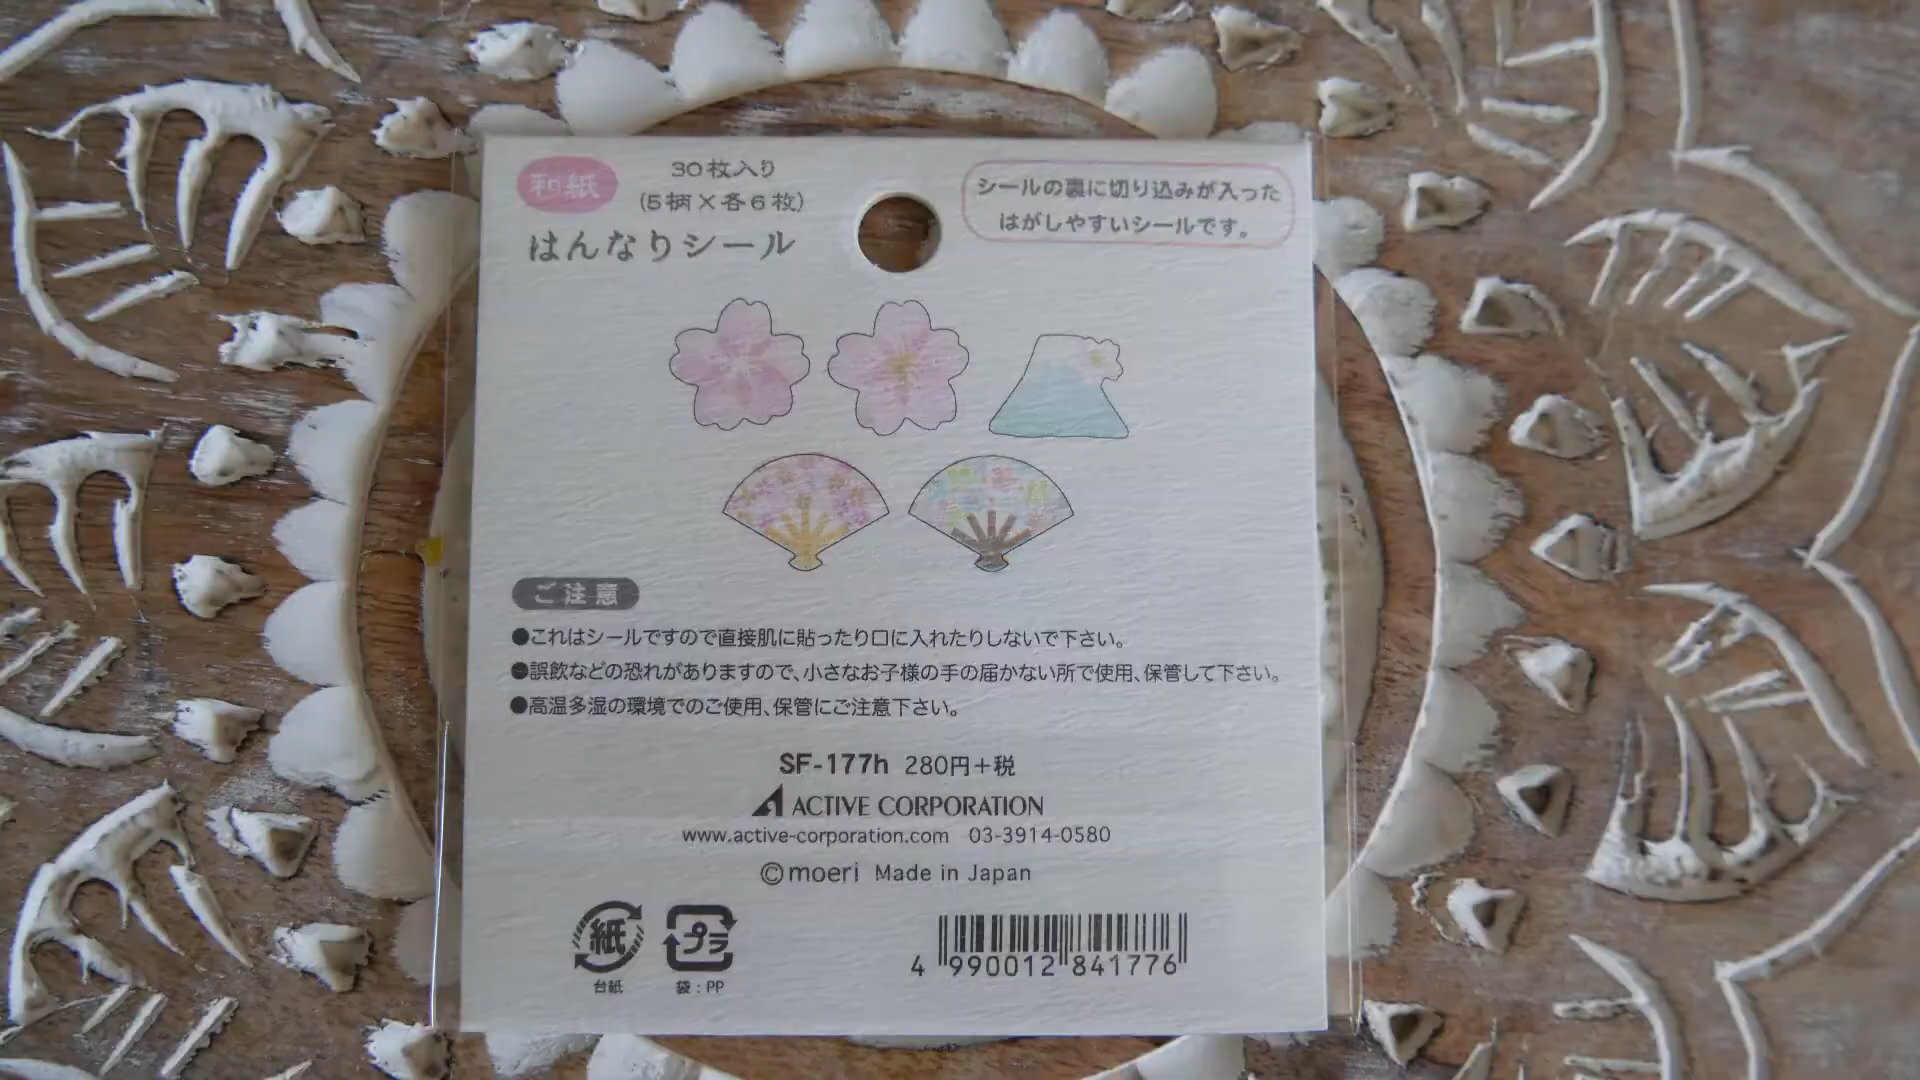 和紙
30枚入り
(5柄×各6枚)
はんなりシール
シールの裏に切り込みが入った
はがしやすいシールです。
ご注意
●これはシールですので直接肌に貼ったり口に入れたりしないで下さい。
●誤飲などの恐れがありますので、小さなお子様の手の届かない所で使用、保管して下さい。
●高温多湿の環境でのご使用、保管にご注意下さい。
SF-177h 280円+税
ACTIVE CORPORATION
www.active-corporation.com 03-3914-0580
©moeri Made in Japan
紙
台紙
プラ
袋:PP
4 990012 841776